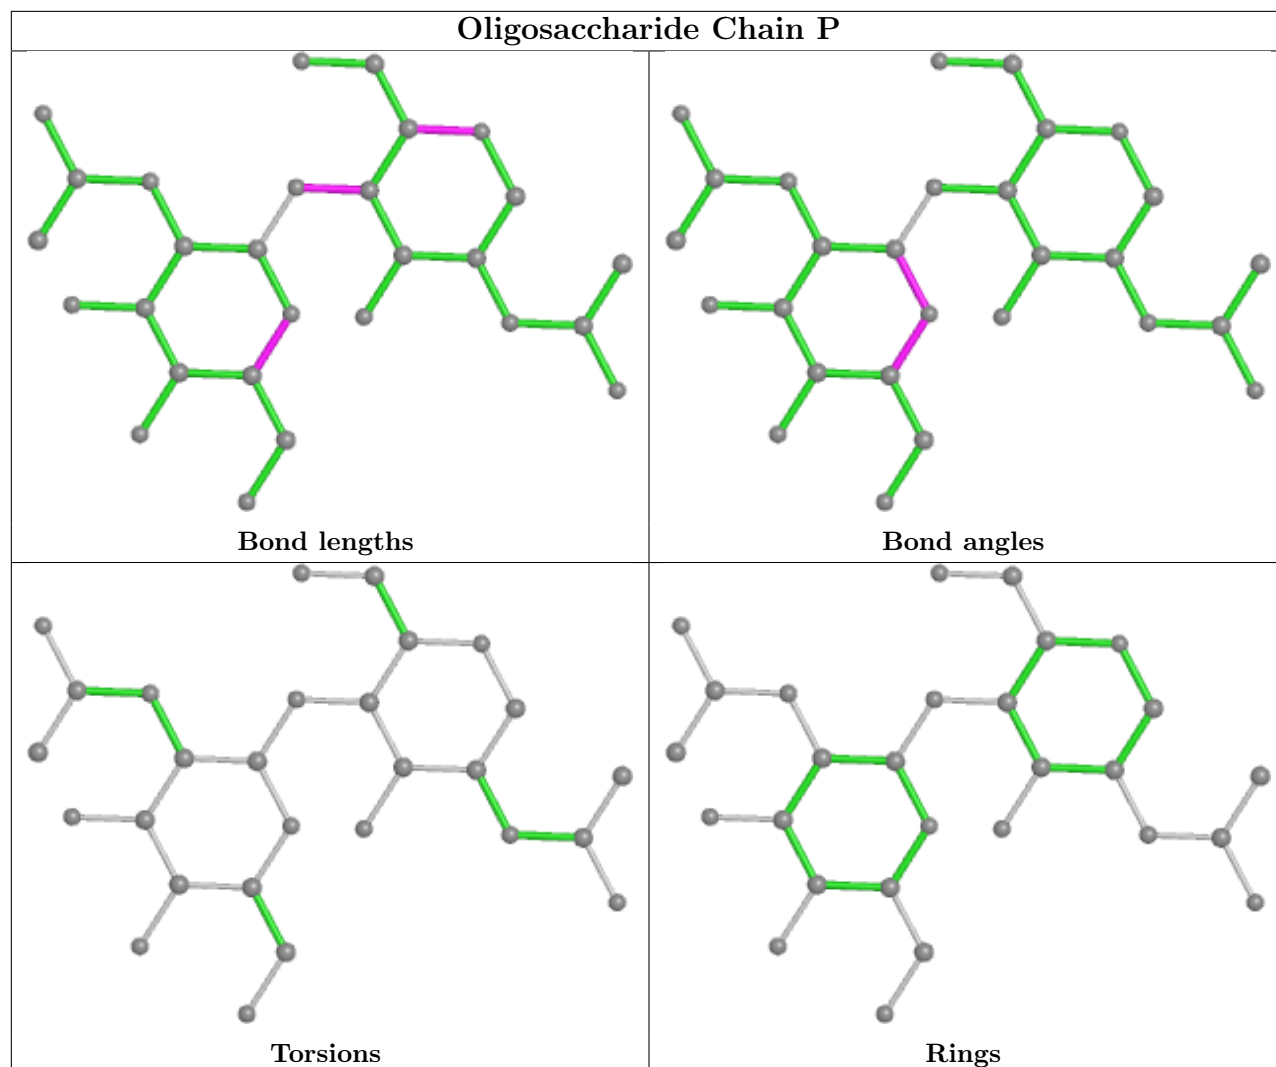 Oligosaccharide Chain P
Bond lengths
Bond angles
Torsions
Rings